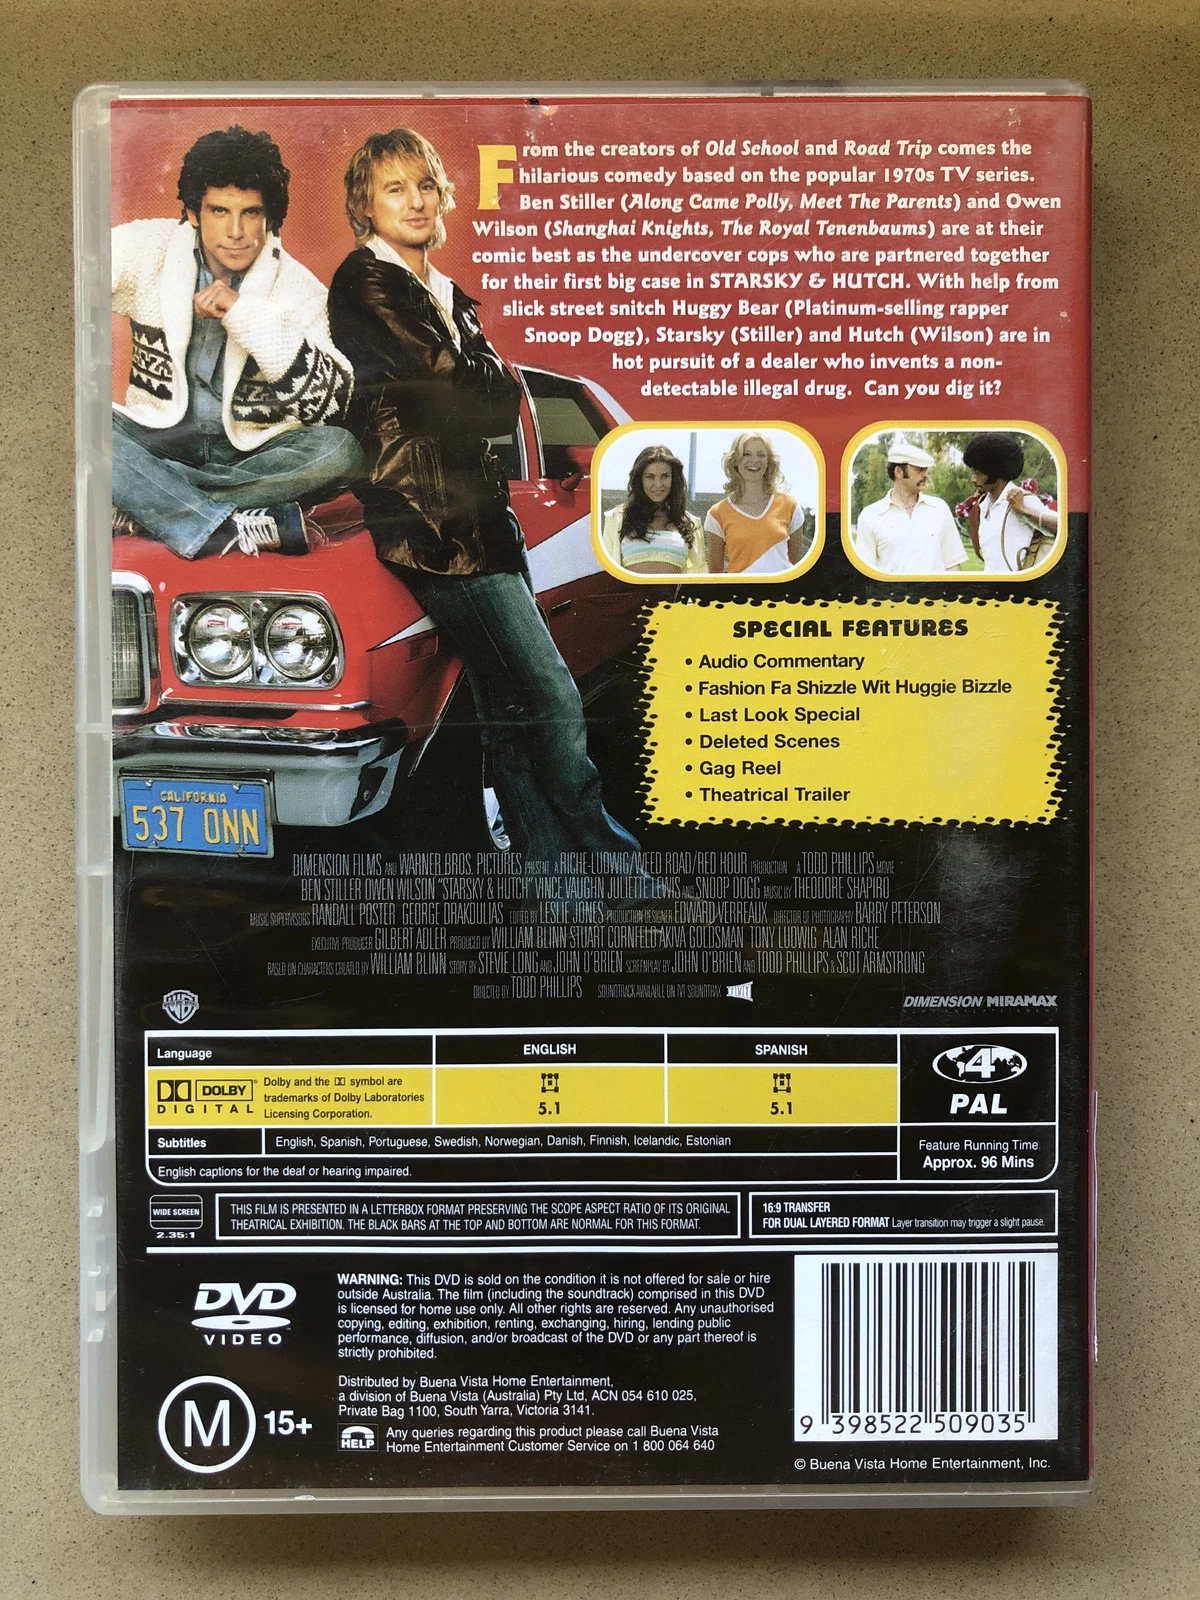 From the creators of Old School and Road Trip comes the
hilarious comedy based on the popular 1970s TV series.
Ben Stiller (Along Came Polly, Meet The Parents) and Owen
Wilson (Shanghai Knights, The Royal Tenenbaums) are at their
comic best as the undercover cops who are partnered together
for their first big case in STARSKY & HUTCH. With help from
slick street snitch Huggy Bear (Platinum-selling rapper
Snoop Dogg), Starsky (Stiller) and Hutch (Wilson) are in
hot pursuit of a dealer who invents a non-
detectable illegal drug. Can you dig it?
SPECIAL FEATURES
• Audio Commentary
• Fashion Fa Shizzle Wit Huggie Bizzle
• Last Look Special
• Deleted Scenes
• Gag Reel
• Theatrical Trailer
CALIFORNIA
537 ONN
DIMENSION FILMS AND WARNER BROS. PICTURES PRESENT A RICHE-LUDWIG/WEED ROAD/RED HOUR PRODUCTION A TODD PHILLIPS MOVIE
BEN STILLER OWEN WILSON "STARSKY & HUTCH" VINCE VAUGHN JULIETTE LEWIS AND SNOOP DOGG MUSIC BY THEODORE SHAPIRO
MUSIC SUPERVISORS RANDALL POSTER GEORGE DRAKOULIAS EDITED BY LESLIE JONES PRODUCTION DESIGNER EDWARD VERREAUX DIRECTOR OF PHOTOGRAPHY BARRY PETERSON
EXECUTIVE PRODUCER GILBERT ADLER PRODUCED BY WILLIAM BLINN STUART CORNFELD AKIVA GOLDSMAN TONY LUDWIG ALAN RICHE
BASED ON CHARACTERS CREATED BY WILLIAM BLINN STORY BY STEVIE LONG AND JOHN O'BRIEN SCREENPLAY BY JOHN O'BRIEN AND TODD PHILLIPS & SCOT ARMSTRONG
DIRECTED BY TODD PHILLIPS SOUNDTRACK AVAILABLE ON TVT SOUNDTRAX TVT
WB
DIMENSION MIRAMAX
Language ENGLISH SPANISH
DOLBY DIGITAL
Dolby and the DD symbol are
trademarks of Dolby Laboratories
Licensing Corporation.
5.1 5.1
4
PAL
Subtitles English, Spanish, Portuguese, Swedish, Norwegian, Danish, Finnish, Icelandic, Estonian
English captions for the deaf or hearing impaired.
Feature Running Time
Approx. 96 Mins
WIDE SCREEN
2.35:1
THIS FILM IS PRESENTED IN A LETTERBOX FORMAT PRESERVING THE SCOPE ASPECT RATIO OF ITS ORIGINAL
THEATRICAL EXHIBITION. THE BLACK BARS AT THE TOP AND BOTTOM ARE NORMAL FOR THIS FORMAT.
16:9 TRANSFER
FOR DUAL LAYERED FORMAT Layer transition may trigger a slight pause.
DVD
VIDEO
WARNING: This DVD is sold on the condition it is not offered for sale or hire
outside Australia. The film (including the soundtrack) comprised in this DVD
is licensed for home use only. All other rights are reserved. Any unauthorised
copying, editing, exhibition, renting, exchanging, hiring, lending public
performance, diffusion, and/or broadcast of the DVD or any part thereof is
strictly prohibited.
Distributed by Buena Vista Home Entertainment,
a division of Buena Vista (Australia) Pty Ltd, ACN 054 610 025,
Private Bag 1100, South Yarra, Victoria 3141.
M 15+
HELP
Any queries regarding this product please call Buena Vista
Home Entertainment Customer Service on 1 800 064 640
9 398522 509035
© Buena Vista Home Entertainment, Inc.